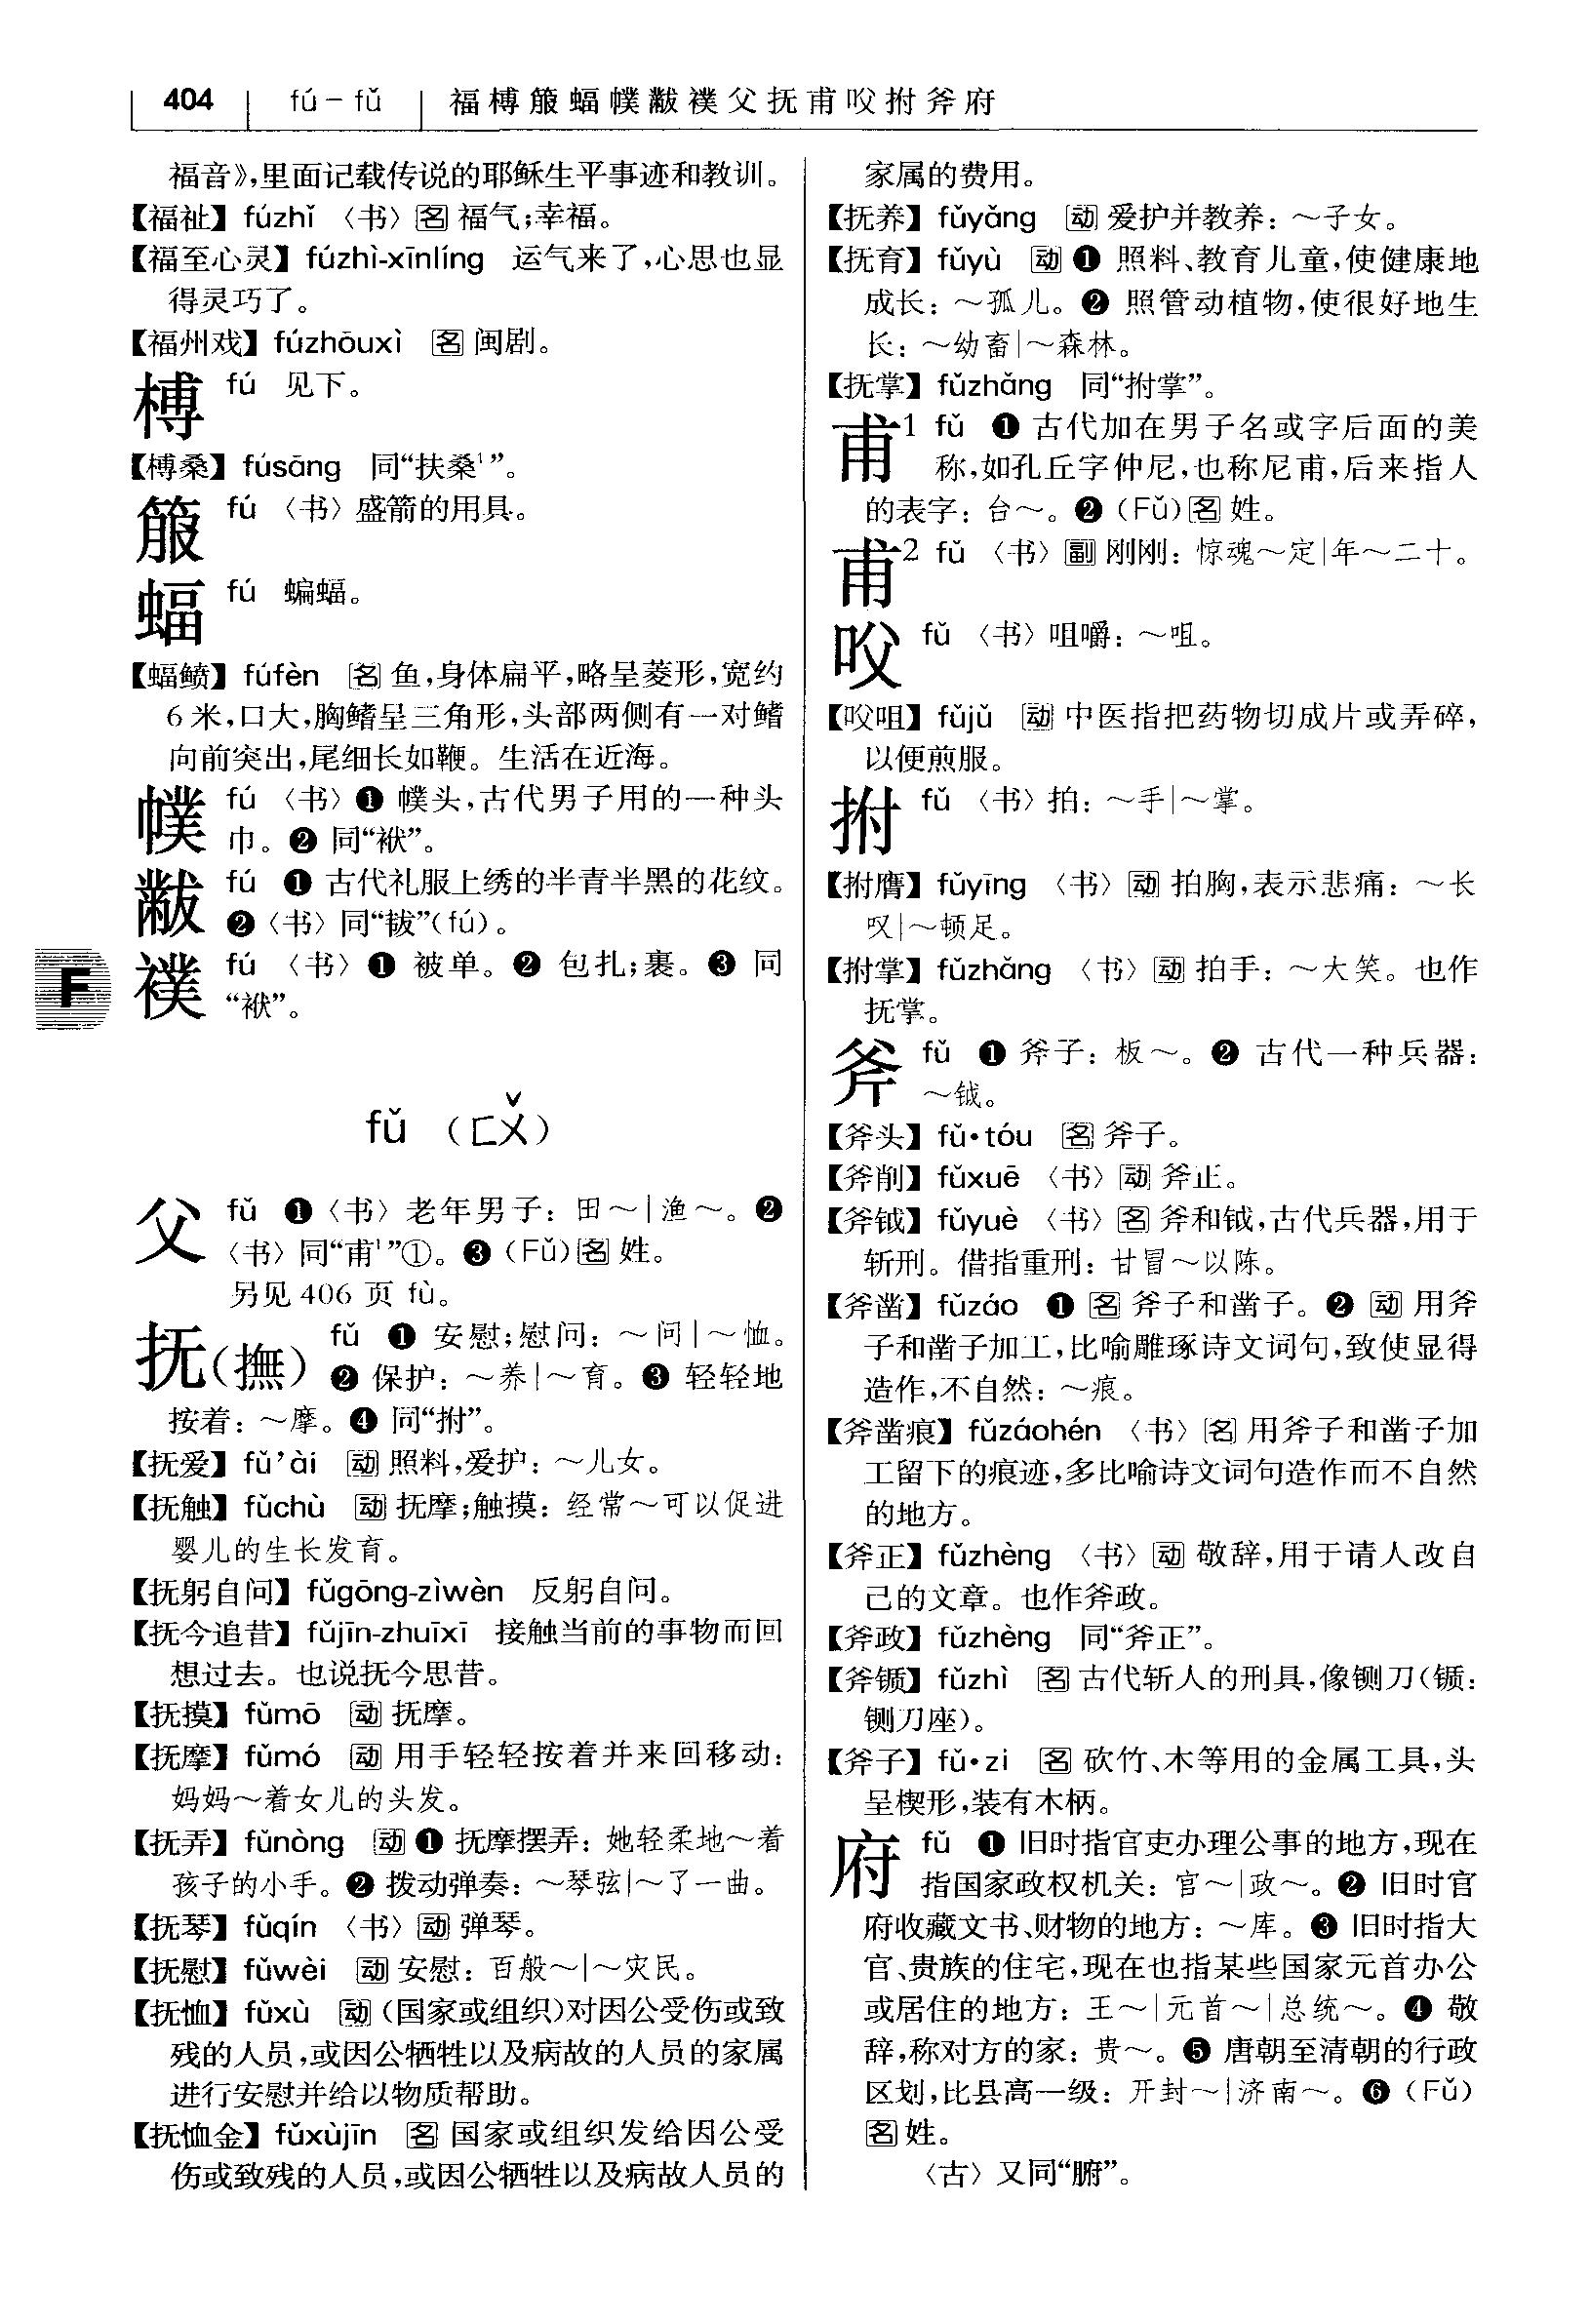 404 fú－fǔ 福榑箙蝠幞黻襆父抚甫㕮拊斧府
福音》，里面记载传说的耶稣生平事迹和教训。
【福祉】 fúzhǐ 〈书〉名 福气；幸福。
【福至心灵】 fúzhì-xīnlíng 运气来了，心思也显
得灵巧了。
【福州戏】 fúzhōuxì 名 闽剧。
榑 fú 见下。
【榑桑】 fúsāng 同“扶桑¹”。
箙 fú 〈书〉盛箭的用具。
蝠 fú 蝙蝠。
【蝠鲼】 fúfèn 名 鱼，身体扁平，略呈菱形，宽约
6米，口大，胸鳍呈三角形，头部两侧有一对鳍
向前突出，尾细长如鞭。生活在近海。
幞 fú 〈书〉❶ 幞头，古代男子用的一种头
巾。❷ 同“袱”。
黻 fú ❶ 古代礼服上绣的半青半黑的花纹。
❷〈书〉同“韨”（fú）。
襆 fú 〈书〉❶ 被单。❷ 包扎；裹。❸ 同
“袱”。
F
fǔ （ㄈㄨˇ）
父 fǔ ❶〈书〉老年男子：田～|渔～。❷
〈书〉同“甫¹”①。❸（Fǔ）名 姓。
另见 406 页 fù。
抚（撫） fǔ ❶ 安慰；慰问：～问|～恤。
❷ 保护：～养|～育。❸ 轻轻地
按着：～摩。❹ 同“拊”。
【抚爱】 fǔ’ài 动 照料，爱护：～儿女。
【抚触】 fǔchù 动 抚摩；触摸：经常～可以促进
婴儿的生长发育。
【抚躬自问】 fǔgōng-zìwèn 反躬自问。
【抚今追昔】 fǔjīn-zhuīxī 接触当前的事物而回
想过去。也说抚今思昔。
【抚摸】 fǔmō 动 抚摩。
【抚摩】 fǔmó 动 用手轻轻按着并来回移动：
妈妈～着女儿的头发。
【抚弄】 fǔnòng 动 ❶ 抚摩摆弄：她轻柔地～着
孩子的小手。❷ 拨动弹奏：～琴弦|～了一曲。
【抚琴】 fǔqín 〈书〉动 弹琴。
【抚慰】 fǔwèi 动 安慰：百般～|～灾民。
【抚恤】 fǔxù 动（国家或组织）对因公受伤或致
残的人员，或因公牺牲以及病故的人员的家属
进行安慰并给以物质帮助。
【抚恤金】 fǔxùjīn 名 国家或组织发给因公受
伤或致残的人员，或因公牺牲以及病故人员的
家属的费用。
【抚养】 fǔyǎng 动 爱护并教养：～子女。
【抚育】 fǔyù 动 ❶ 照料、教育儿童，使健康地
成长：～孤儿。❷ 照管动植物，使很好地生
长：～幼畜|～森林。
【抚掌】 fǔzhǎng 同“拊掌”。
甫¹ fǔ ❶ 古代加在男子名或字后面的美
称，如孔丘字仲尼，也称尼甫，后来指人
的表字：台～。❷（Fǔ）名 姓。
甫² fǔ 〈书〉副 刚刚：惊魂～定|年～二十。
㕮 fǔ 〈书〉咀嚼：～咀。
【㕮咀】 fǔjǔ 动 中医指把药物切成片或弄碎，
以便煎服。
拊 fǔ 〈书〉拍：～手|～掌。
【拊膺】 fǔyīng 〈书〉动 拍胸，表示悲痛：～长
叹|～顿足。
【拊掌】 fǔzhǎng 〈书〉动 拍手：～大笑。也作
抚掌。
斧 fǔ ❶ 斧子：板～。❷ 古代一种兵器：
～钺。
【斧头】 fǔ·tóu 名 斧子。
【斧削】 fǔxuē 〈书〉动 斧正。
【斧钺】 fǔyuè 〈书〉名 斧和钺，古代兵器，用于
斩刑。借指重刑：甘冒～以陈。
【斧凿】 fǔzáo ❶ 名 斧子和凿子。❷ 动 用斧
子和凿子加工，比喻雕琢诗文词句，致使显得
造作，不自然：～痕。
【斧凿痕】 fǔzáohén 〈书〉名 用斧子和凿子加
工留下的痕迹，多比喻诗文词句造作而不自然
的地方。
【斧正】 fǔzhèng 〈书〉动 敬辞，用于请人改自
己的文章。也作斧政。
【斧政】 fǔzhèng 同“斧正”。
【斧锧】 fǔzhì 名 古代斩人的刑具，像铡刀（锧：
铡刀座）。
【斧子】 fǔ·zi 名 砍竹、木等用的金属工具，头
呈楔形，装有木柄。
府 fǔ ❶ 旧时指官吏办理公事的地方，现在
指国家政权机关：官～|政～。❷ 旧时官
府收藏文书、财物的地方：～库。❸ 旧时指大
官、贵族的住宅，现在也指某些国家元首办公
或居住的地方：王～|元首～|总统～。❹ 敬
辞，称对方的家：贵～。❺ 唐朝至清朝的行政
区划，比县高一级：开封～|济南～。❻（Fǔ）
名 姓。
〈古〉又同“腑”。